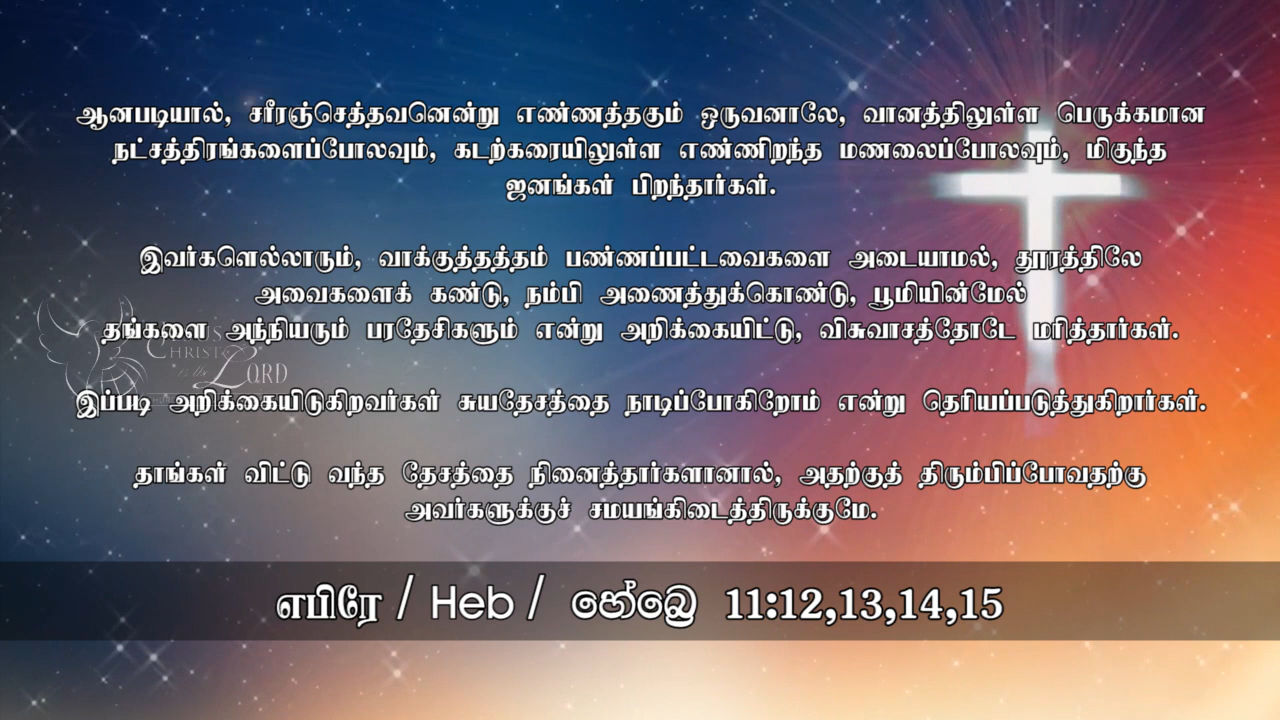 ஆனபடியால், சரீரஞ்செத்தவனென்று எண்ணத்தகும் ஒருவனாலே, வானத்திலுள்ள பெருக்கமான
நட்சத்திரங்களைப்போலவும், கடற்கரையிலுள்ள எண்ணிறந்த மணலைப்போலவும், மிகுந்த
ஜனங்கள் பிறந்தார்கள்.
இவர்களெல்லாரும், வாக்குத்தத்தம் பண்ணப்பட்டவைகளை அடையாமல், தூரத்திலே
அவைகளைக் கண்டு, நம்பி அணைத்துக்கொண்டு, பூமியின்மேல்
தங்களை அந்நியரும் பரதேசிகளும் என்று அறிக்கையிட்டு, விசுவாசத்தோடே மரித்தார்கள்.
CHRIST
LORD
இப்படி அறிக்கையிடுகிறவர்கள் சுயதேசத்தை நாடிப்போகிறோம் என்று தெரியப்படுத்துகிறார்கள்.
தாங்கள் விட்டு வந்த தேசத்தை நினைத்தார்களானால், அதற்குத் திரும்பிப்போவதற்கு
அவர்களுக்குச் சமயங்கிடைத்திருக்குமே.
எபிரே / Heb / හේබ්‍රෙ 11:12,13,14,15